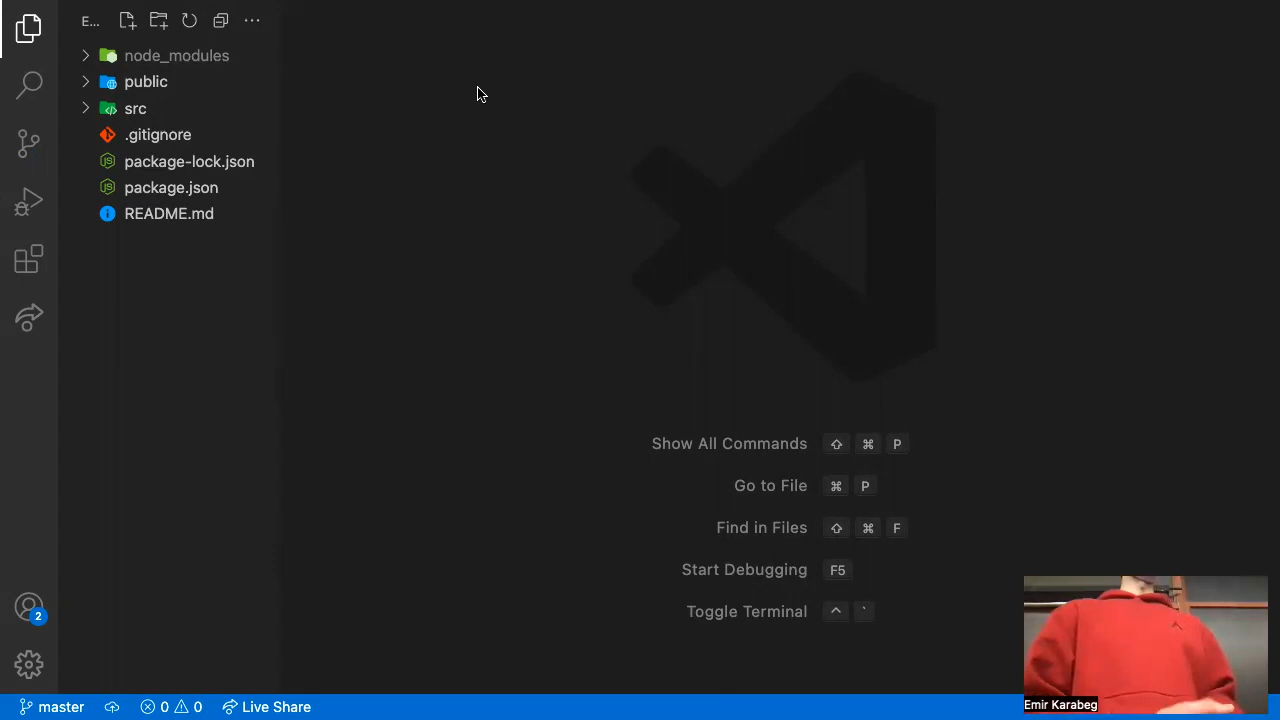 E...
node_modules
public
src
.gitignore
package-lock.json
package.json
README.md
Show All Commands ⇧ ⌘ P
Go to File ⌘ P
Find in Files ⇧ ⌘ F
Start Debugging F5
Toggle Terminal ^ `
2
master 0 0 Live Share
Emir Karabeg